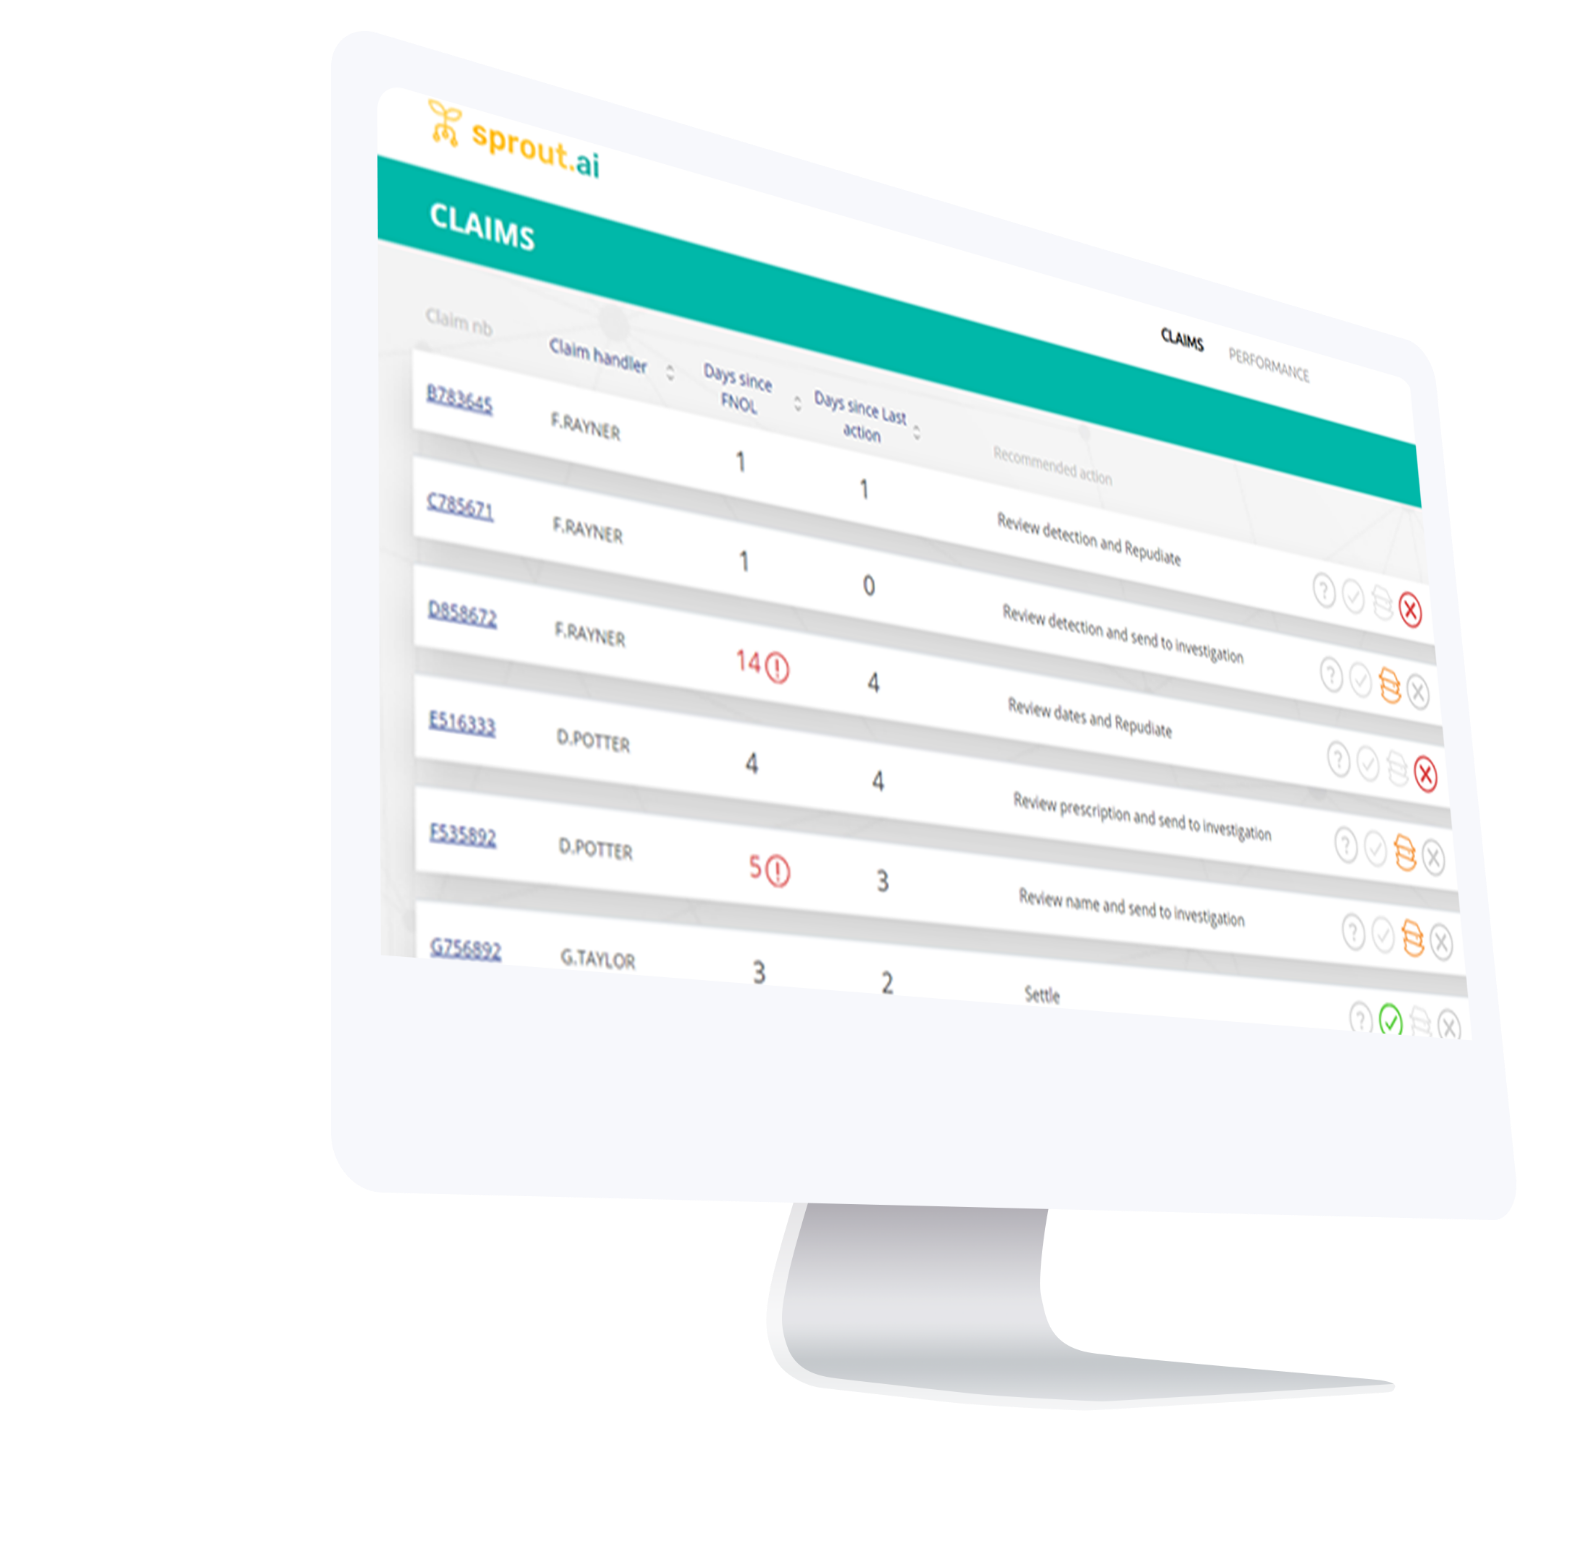 sprout.ai
CLAIMS
CLAIMS PERFORMANCE
Claim nb Claim handler Days since FNOL Days since Last action Recommended action
B783645 F.RAYNER 1 1 Review detection and Repudiate
C785671 F.RAYNER 1 0 Review detection and send to investigation
D858672 F.RAYNER 14 4 Review dates and Repudiate
E516333 D.POTTER 4 4 Review prescription and send to investigation
F535892 D.POTTER 5 3 Review name and send to investigation
G756892 G.TAYLOR 3 2 Settle